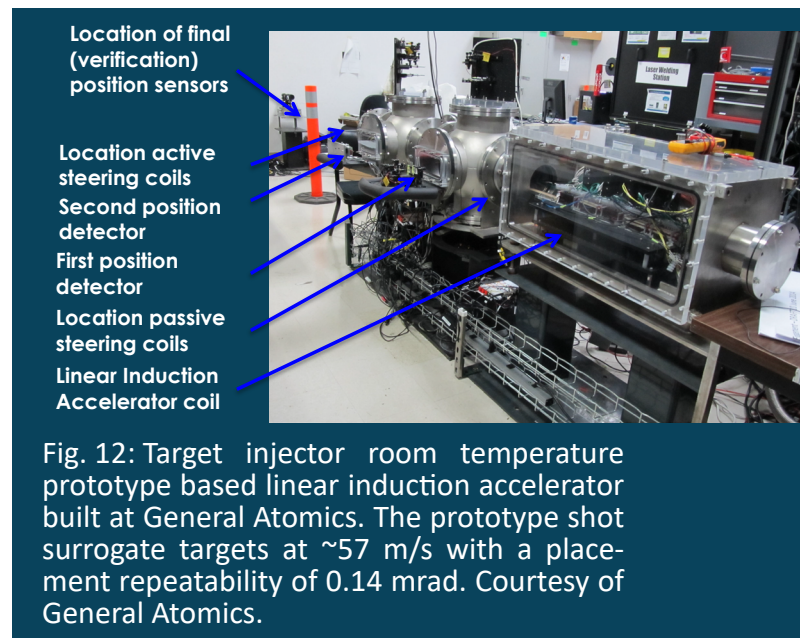 Location of final
(verification)
position sensors
Location active
steering coils
Second position
detector
First position
detector
Location passive
steering coils
Linear Induction
Accelerator coil
Laser Welding
Station
Fig. 12: Target injector room temperature
prototype based linear induction accelerator
built at General Atomics. The prototype shot
surrogate targets at ~57 m/s with a place-
ment repeatability of 0.14 mrad. Courtesy of
General Atomics.